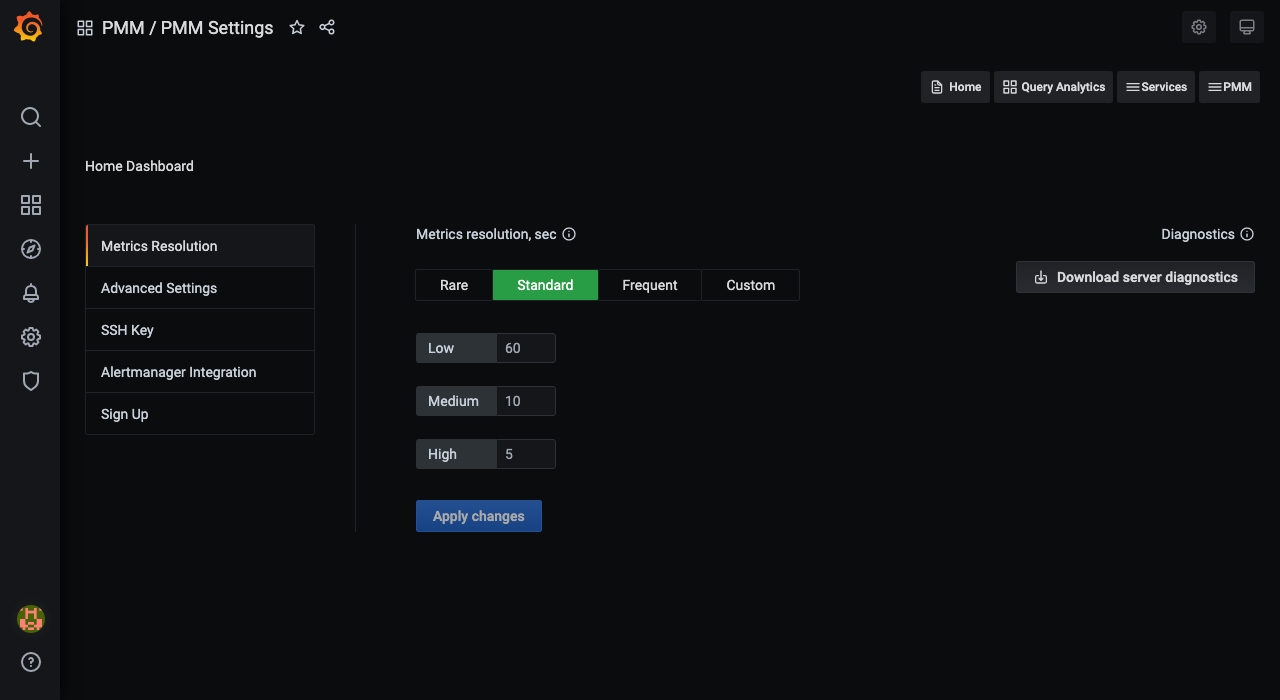 PMM / PMM Settings
Home
Query Analytics
Services
PMM
Home Dashboard
Metrics Resolution
Advanced Settings
SSH Key
Alertmanager Integration
Sign Up
Metrics resolution, sec
Diagnostics
Rare
Standard
Frequent
Custom
Download server diagnostics
Low 60
Medium 10
High 5
Apply changes